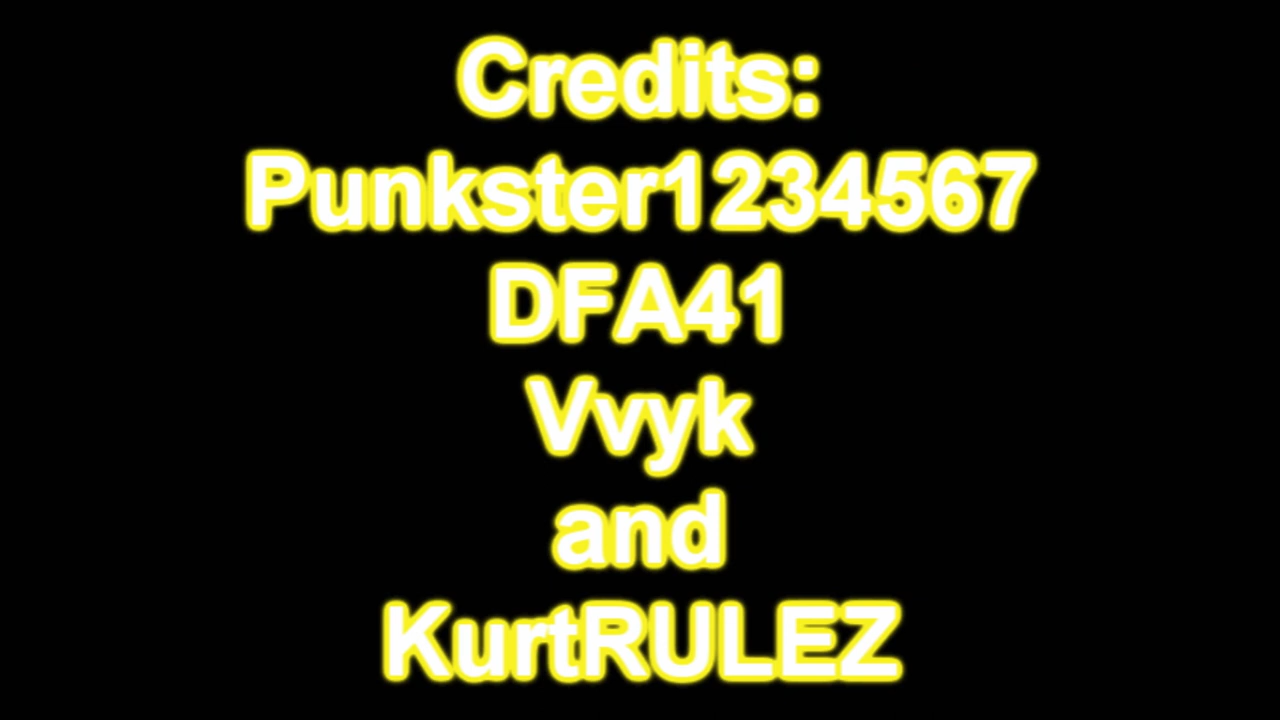 Credits:
Punkster1234567
DFA41
Vvyk
and
KurtRULEZ